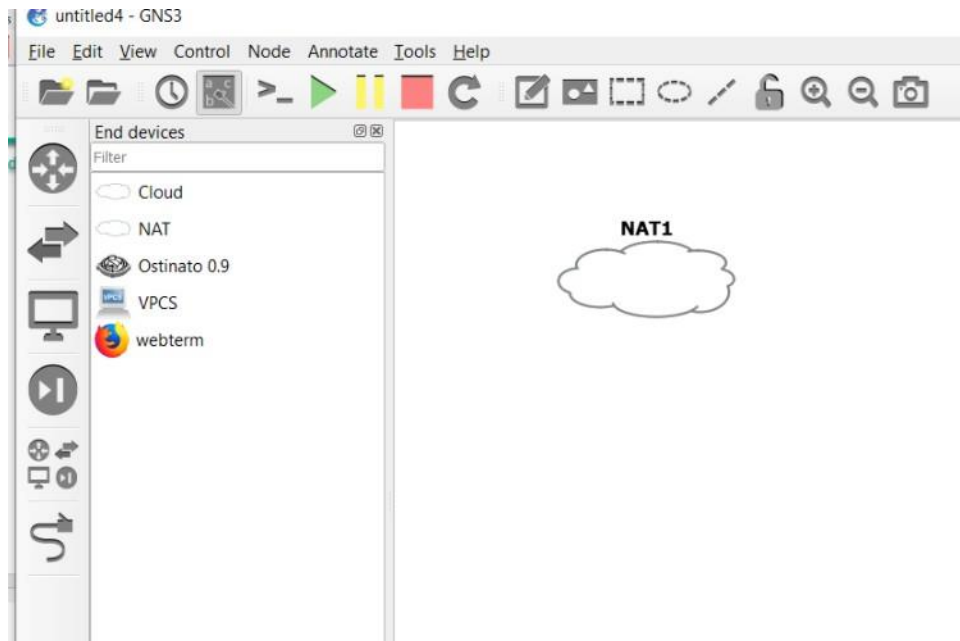 untitled4 - GNS3
File Edit View Control Node Annotate Tools Help
End devices
Filter
Cloud
NAT
Ostinato 0.9
VPCS
webterm
NAT1